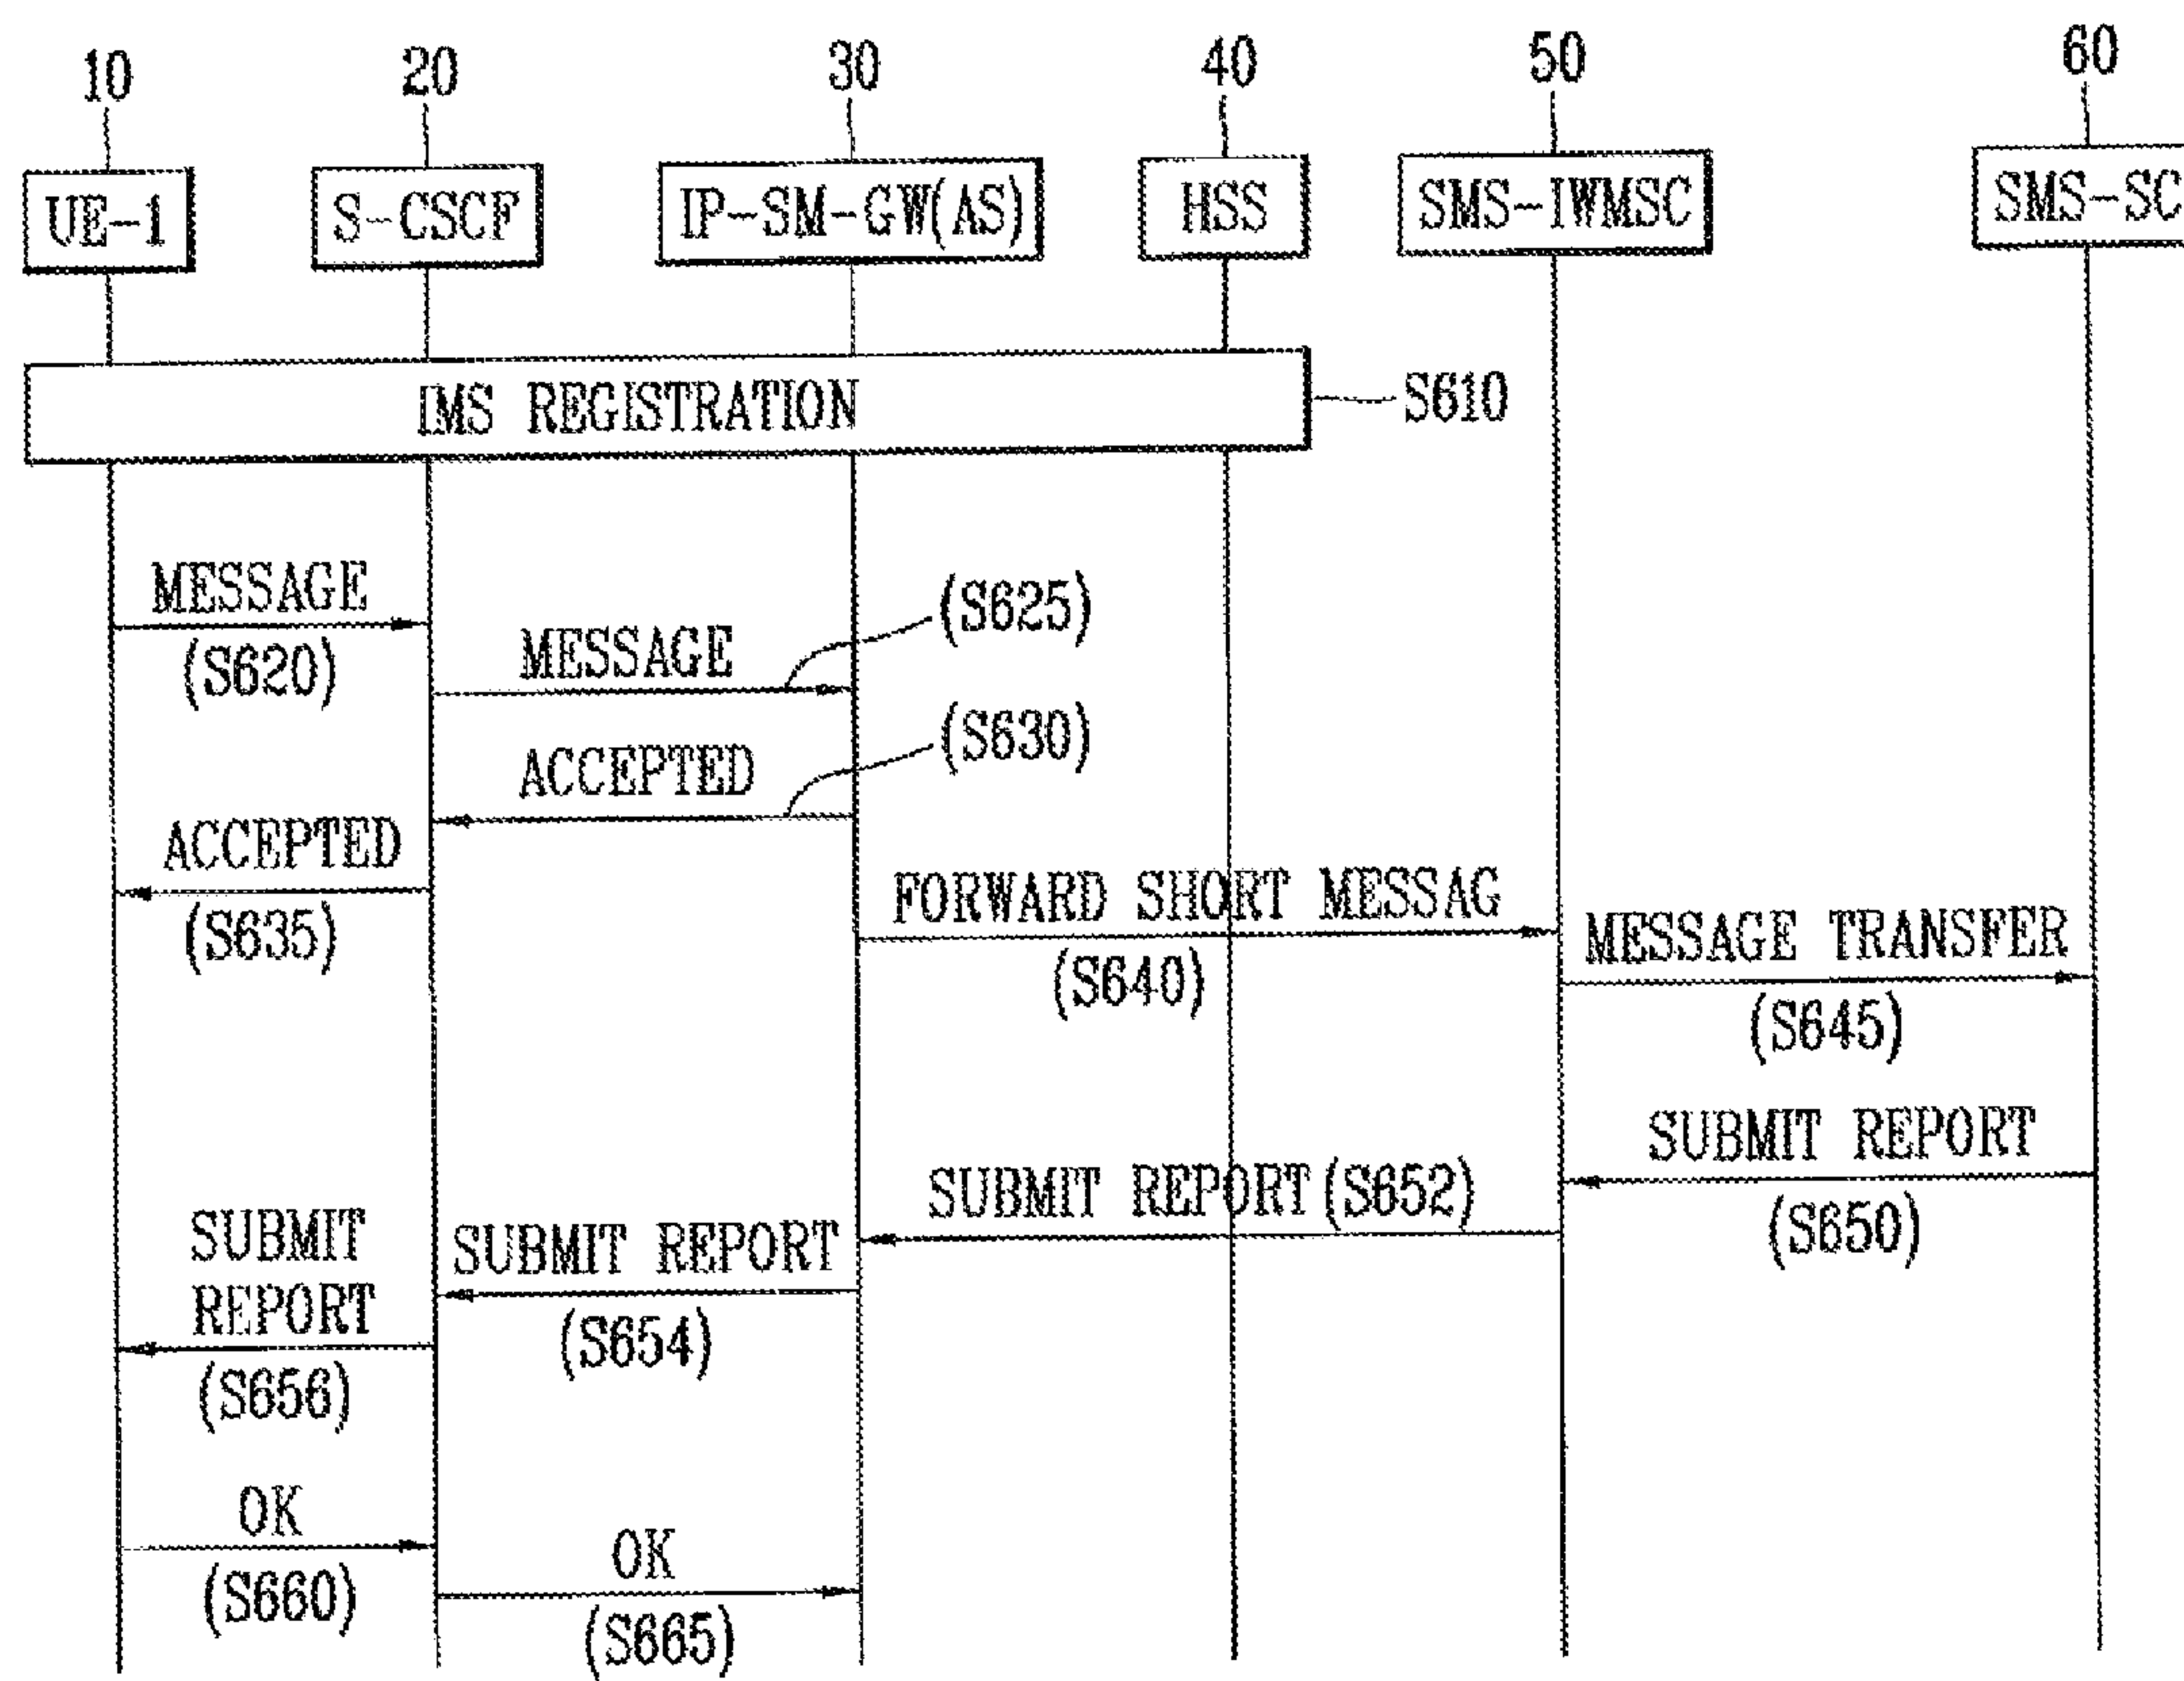 10 20 30 40 50 60
UE-1 S-CSCF IP-SM-GW(AS) HSS SMS-IWMSC SMS-SC
IMS REGISTRATION S610
MESSAGE
(S620)
(S625)
MESSAGE
(S630)
ACCEPTED
ACCEPTED
(S635)
FORWARD SHORT MESSAG
(S640)
MESSAGE TRANSFER
(S645)
SUBMIT REPORT
(S650)
SUBMIT REPORT (S652)
SUBMIT REPORT
(S654)
SUBMIT
REPORT
(S656)
OK
(S660)
OK
(S665)